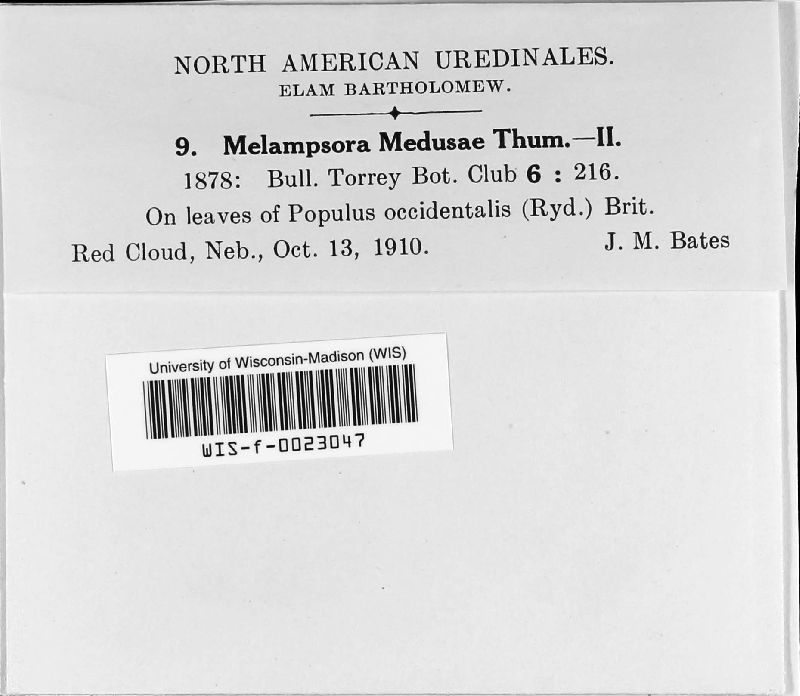 NORTH AMERICAN UREDINALES.
ELAM BARTHOLOMEW.
9. Melampsora Medusae Thum.—II.
1878: Bull. Torrey Bot. Club 6 : 216.
On leaves of Populus occidentalis (Ryd.) Brit.
Red Cloud, Neb., Oct. 13, 1910. J. M. Bates
University of Wisconsin-Madison (WIS)
WIS-f-0023047